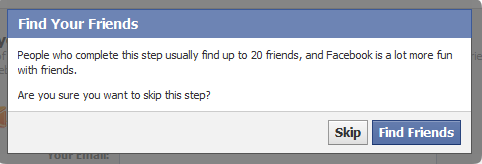 Find Your Friends
People who complete this step usually find up to 20 friends, and Facebook is a lot more fun
with friends.
Are you sure you want to skip this step?
Skip Find Friends
Your Email: